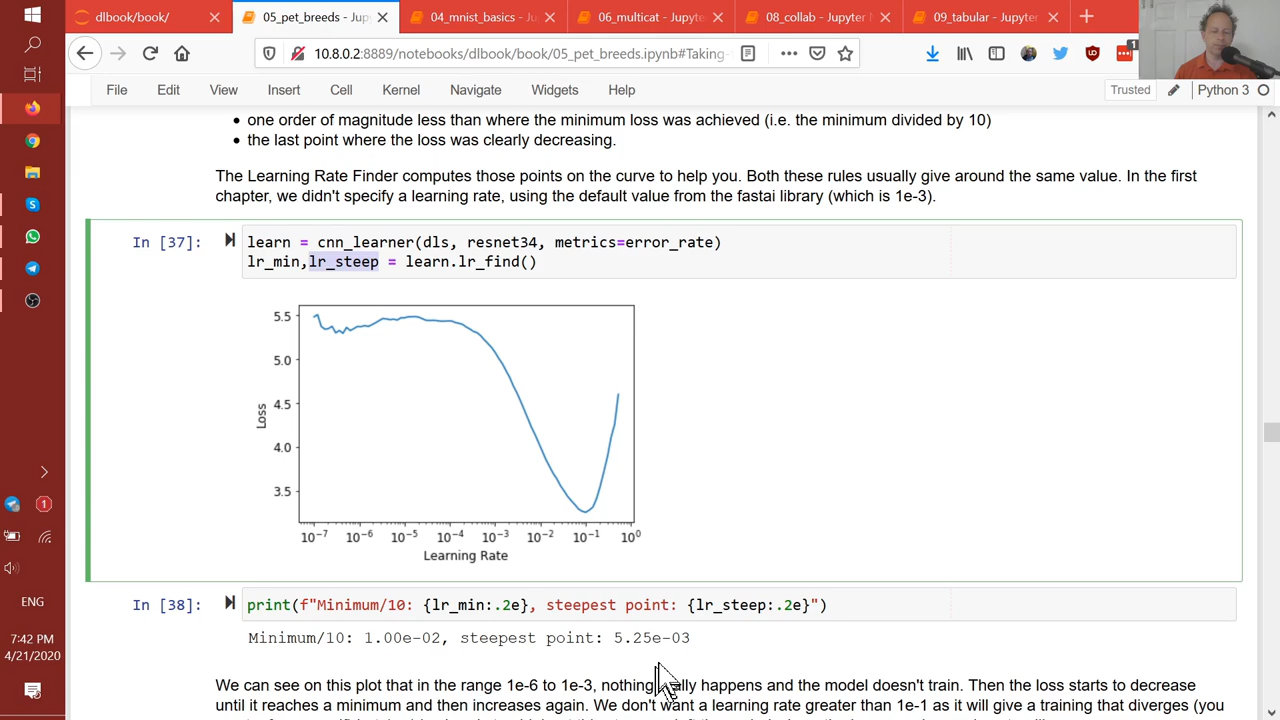 dlbook/book/
05_pet_breeds - Jup
04_mnist_basics - Jupyt
06_multicat - Jupyte
08_collab - Jupyter N
09_tabular - Jupyte
10.8.0.2:8889/notebooks/dlbook/book/05_pet_breeds.ipynb#Taking-
1
File Edit View Insert Cell Kernel Navigate Widgets Help
Trusted Python 3
• one order of magnitude less than where the minimum loss was achieved (i.e. the minimum divided by 10)
• the last point where the loss was clearly decreasing.
The Learning Rate Finder computes those points on the curve to help you. Both these rules usually give around the same value. In the first
chapter, we didn't specify a learning rate, using the default value from the fastai library (which is 1e-3).
In [37]:
learn = cnn_learner(dls, resnet34, metrics=error_rate)
lr_min,lr_steep = learn.lr_find()
5.5
5.0
4.5
4.0
3.5
Loss
10⁻⁷ 10⁻⁶ 10⁻⁵ 10⁻⁴ 10⁻³ 10⁻² 10⁻¹ 10⁰
Learning Rate
In [38]:
print(f"Minimum/10: {lr_min:.2e}, steepest point: {lr_steep:.2e}")
Minimum/10: 1.00e-02, steepest point: 5.25e-03
We can see on this plot that in the range 1e-6 to 1e-3, nothing really happens and the model doesn't train. Then the loss starts to decrease
until it reaches a minimum and then increases again. We don't want a learning rate greater than 1e-1 as it will give a training that diverges (you
1
ENG
7:42 PM
4/21/2020